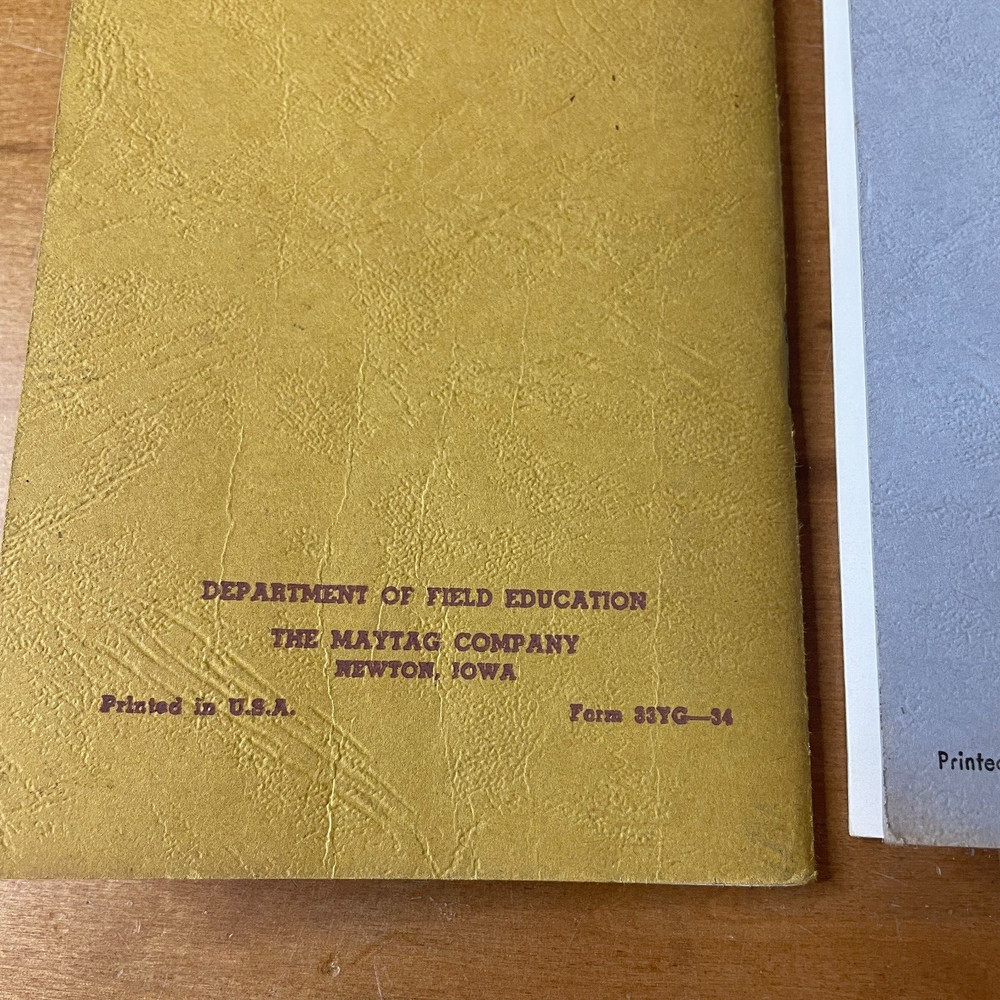 DEPARTMENT OF FIELD EDUCATION
THE MAYTAG COMPANY
NEWTON, IOWA
Printed in U.S.A. Form 33YG—34
Printed